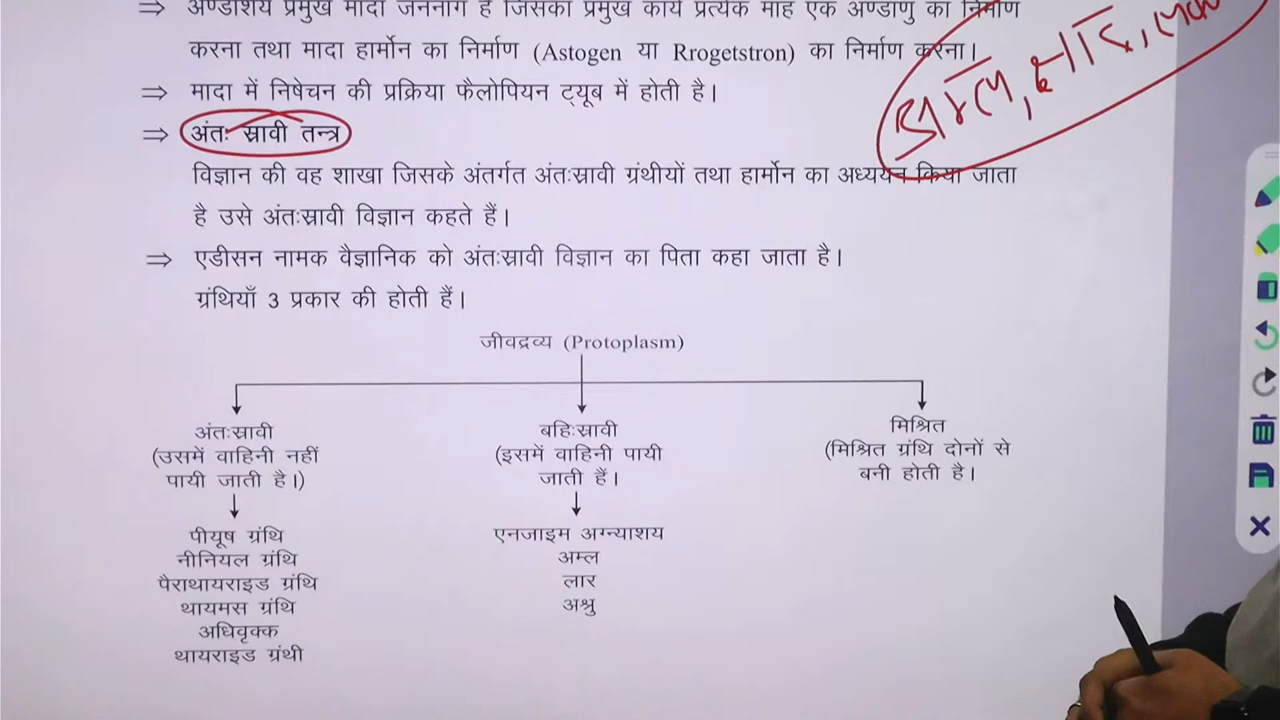 ⇒ अण्डाशय प्रमुख मादा जननांग है जिसका प्रमुख कार्य प्रत्येक माह एक अण्डाणु का निर्माण
करना तथा मादा हार्मोन का निर्माण (Astogen या Rrogetstron) का निर्माण करना।
⇒ मादा में निषेचन की प्रक्रिया फैलोपियन ट्यूब में होती है।
⇒ अंतः स्रावी तन्त्र
विज्ञान की वह शाखा जिसके अंतर्गत अंतःस्रावी ग्रंथीयों तथा हार्मोन का अध्ययन किया जाता
है उसे अंतःस्रावी विज्ञान कहते हैं।
⇒ एडीसन नामक वैज्ञानिक को अंतःस्रावी विज्ञान का पिता कहा जाता है।
ग्रंथियाँ 3 प्रकार की होती हैं।
जीवद्रव्य (Protoplasm)
अंतःस्रावी
(उसमें वाहिनी नहीं
पायी जाती है।)
पीयूष ग्रंथि
नीनियल ग्रंथि
पैराथायराइड ग्रंथि
थायमस ग्रंथि
अधिवृक्क
थायराइड ग्रंथी
बहिःस्रावी
(इसमें वाहिनी पायी
जाती हैं।
एनजाइम अग्न्याशय
अम्ल
लार
अश्रु
मिश्रित
(मिश्रित ग्रंथि दोनों से
बनी होती है।